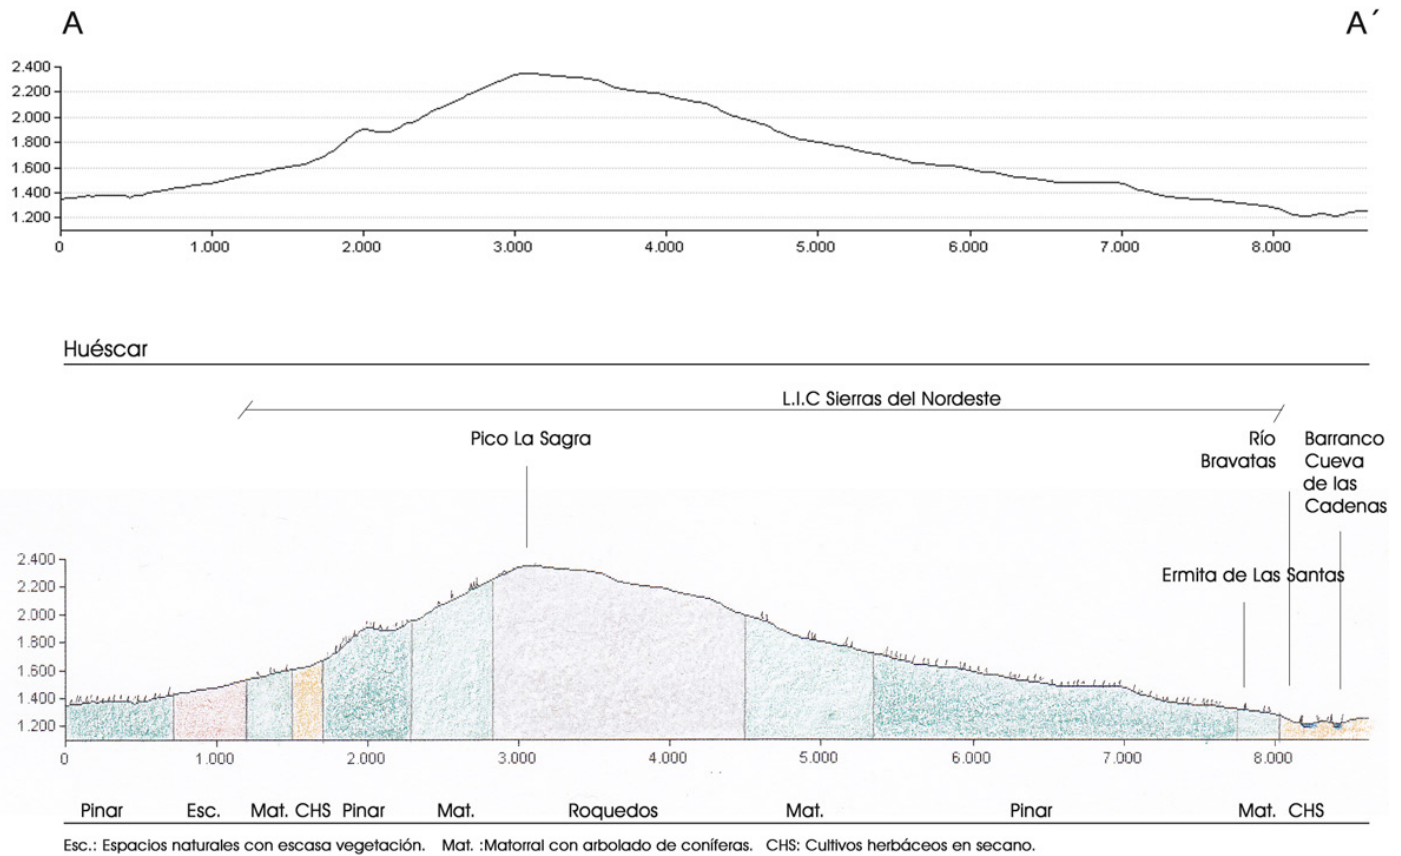 A A´
2.400
2.200
2.000
1.800
1.600
1.400
1.200
0 1.000 2.000 3.000 4.000 5.000 6.000 7.000 8.000
Huéscar
L.I.C Sierras del Nordeste
Pico La Sagra
Río
Bravatas
Barranco
Cueva
de las
Cadenas
Ermita de Las Santas
2.400
2.200
2.000
1.800
1.600
1.400
1.200
0 1.000 2.000 3.000 4.000 5.000 6.000 7.000 8.000
Pinar Esc. Mat. CHS Pinar Mat. Roquedos Mat. Pinar Mat. CHS
Esc.: Espacios naturales con escasa vegetación. Mat. :Matorral con arbolado de coníferas. CHS: Cultivos herbáceos en secano.